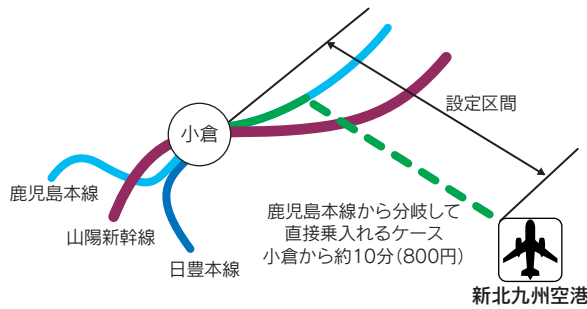 設定区間
小倉
鹿児島本線
山陽新幹線
日豊本線
鹿児島本線から分岐して
直接乗入れるケース
小倉から約10分(800円)
新北九州空港